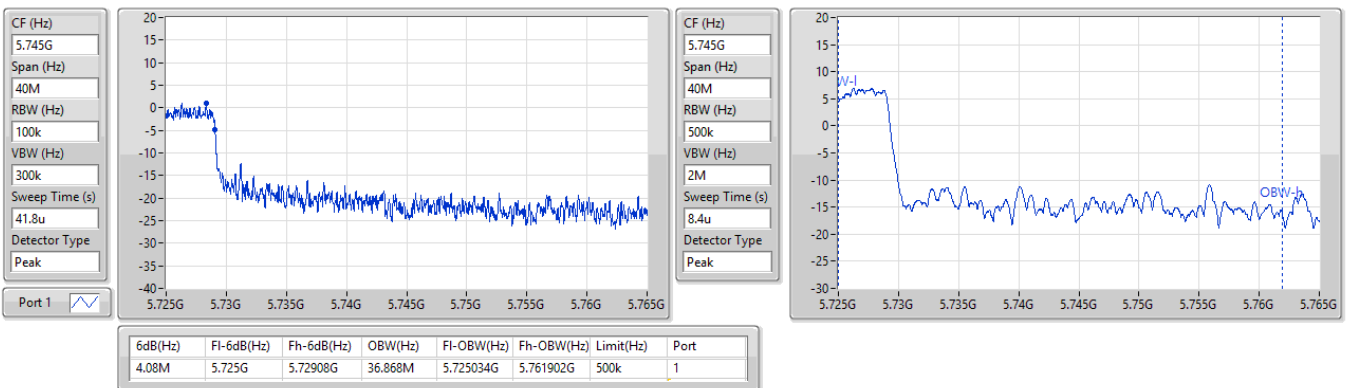 CF (Hz)
5.745G
Span (Hz)
40M
RBW (Hz)
100k
VBW (Hz)
300k
Sweep Time (s)
41.8u
Detector Type
Peak
Port 1
20
15
10
5
0
-5
-10
-15
-20
-25
-30
-35
-40
5.725G 5.73G 5.735G 5.74G 5.745G 5.75G 5.755G 5.76G 5.765G
CF (Hz)
5.745G
Span (Hz)
40M
RBW (Hz)
500k
VBW (Hz)
2M
Sweep Time (s)
8.4u
Detector Type
Peak
20
15
10
5
0
-5
-10
-15
-20
-25
-30
W-l
OBW-h
5.725G 5.73G 5.735G 5.74G 5.745G 5.75G 5.755G 5.76G 5.765G
6dB(Hz) Fl-6dB(Hz) Fh-6dB(Hz) OBW(Hz) Fl-OBW(Hz) Fh-OBW(Hz) Limit(Hz) Port
4.08M 5.725G 5.72908G 36.868M 5.725034G 5.761902G 500k 1